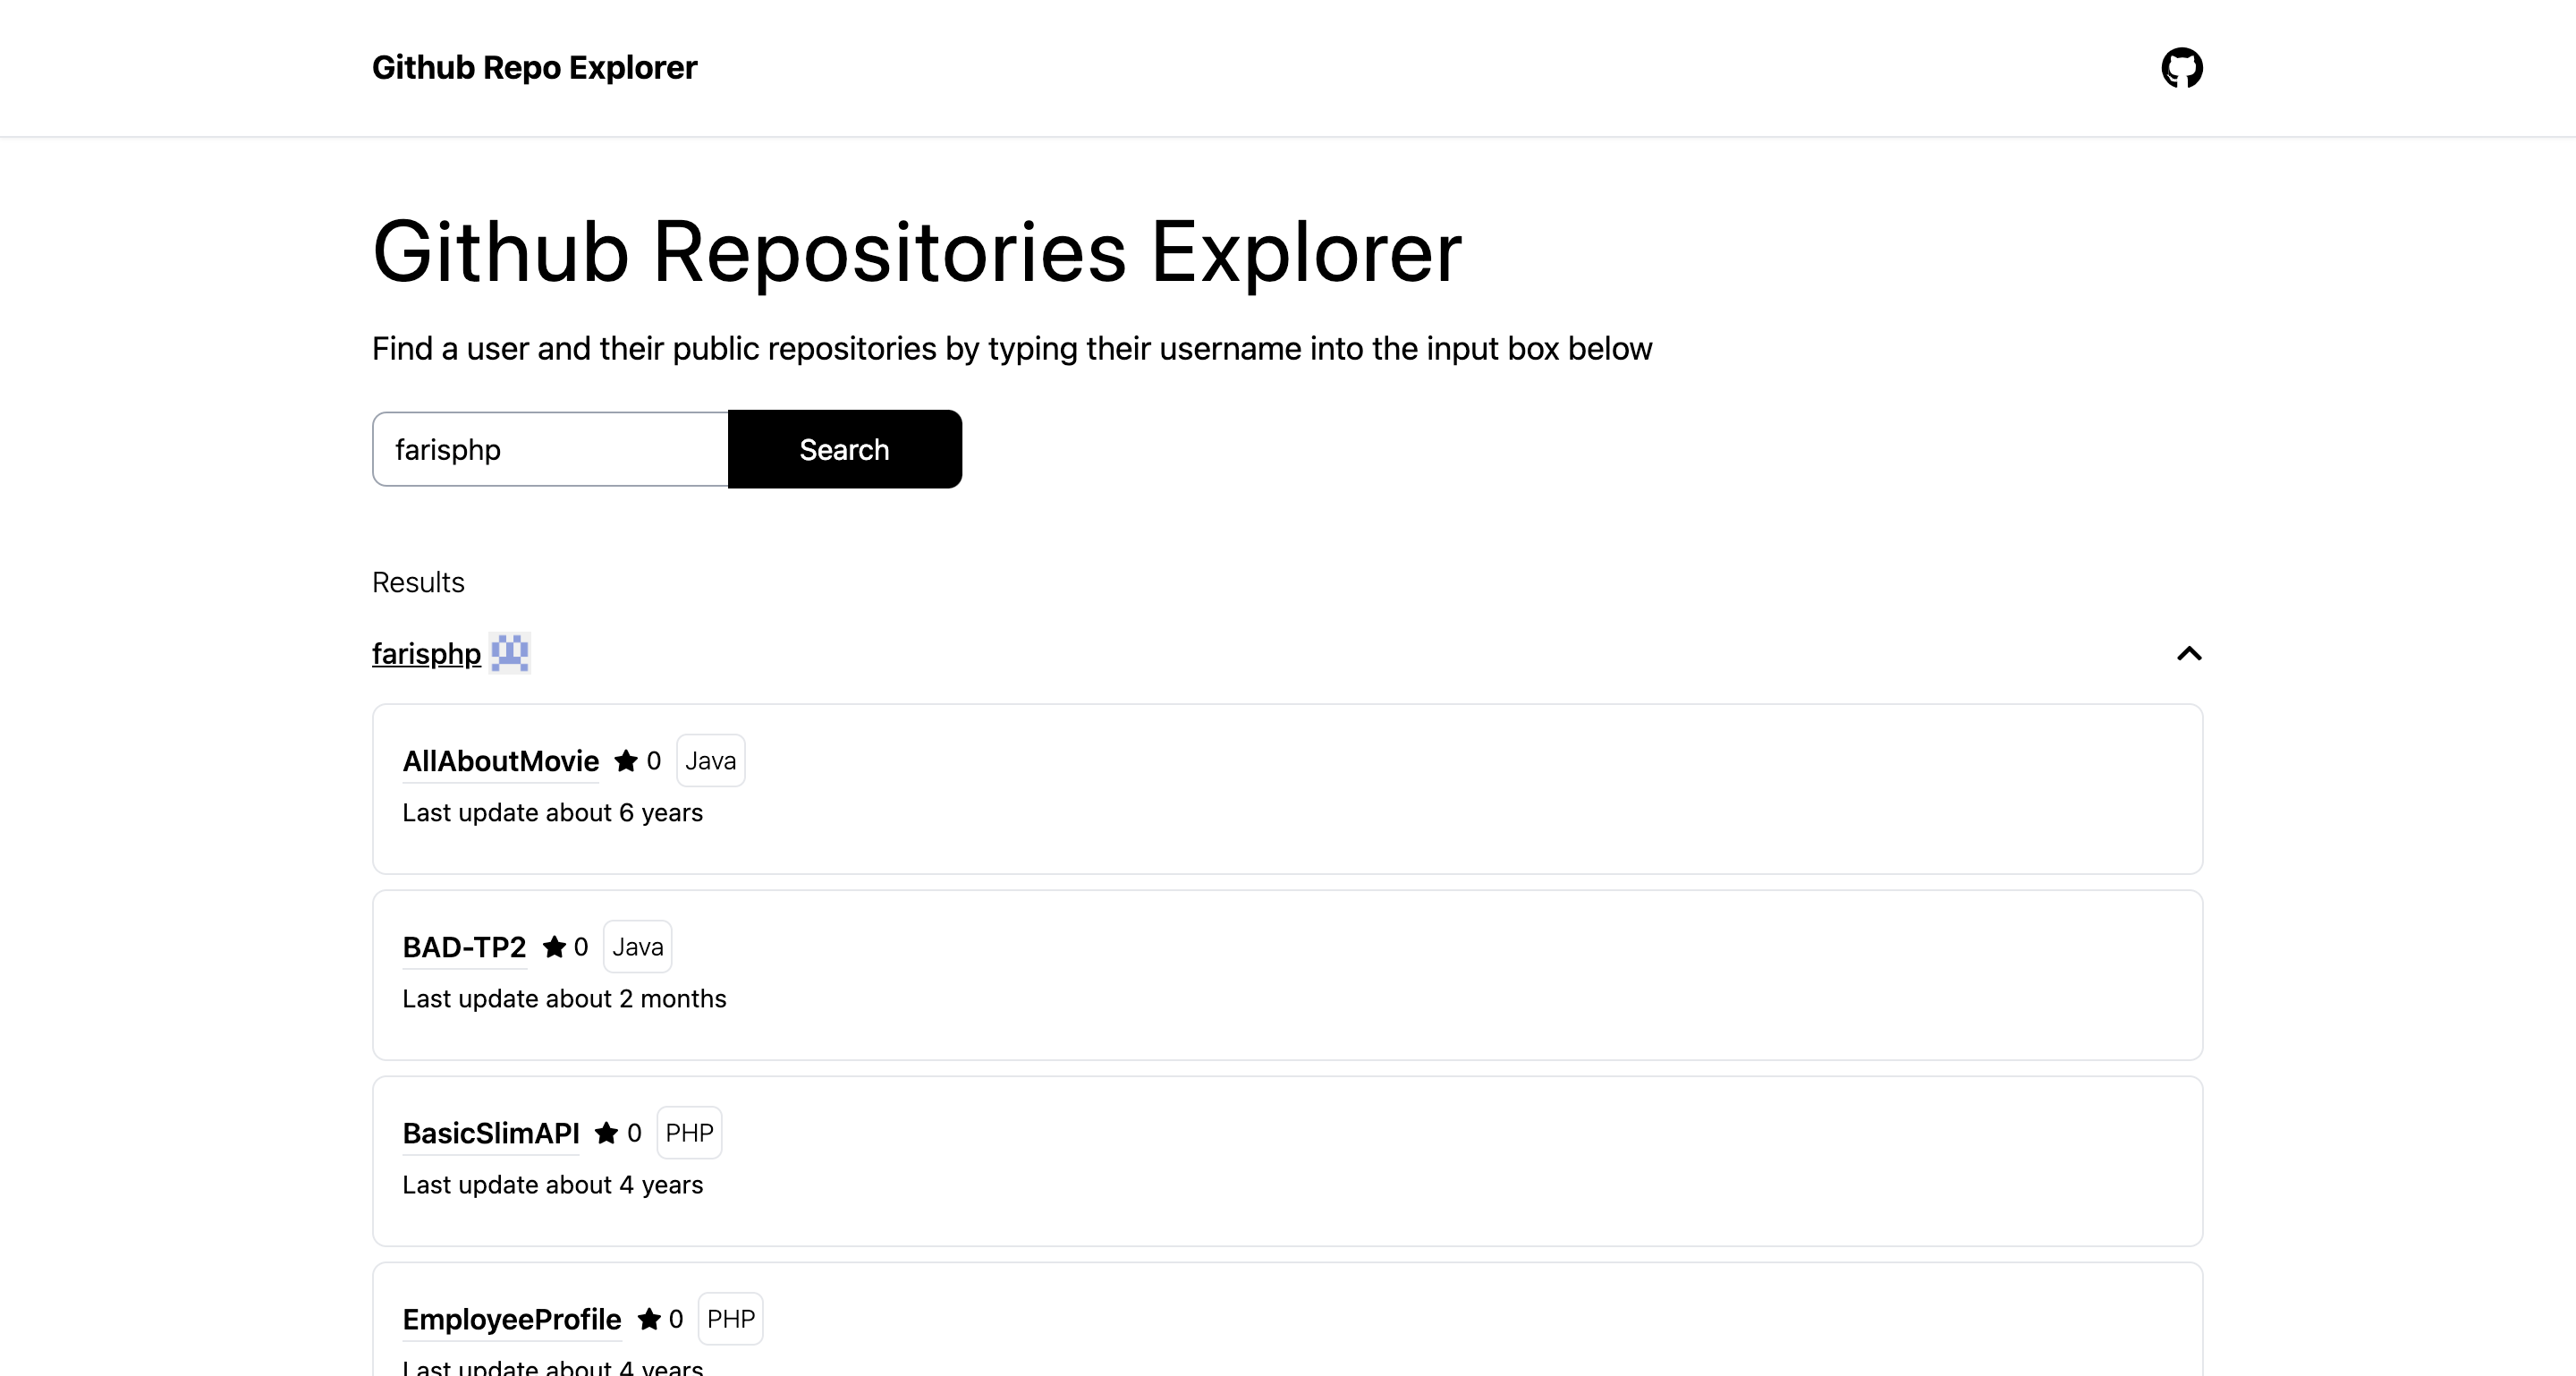 Github Repo Explorer
Github Repositories Explorer
Find a user and their public repositories by typing their username into the input box below
farisphp Search
Results
farisphp
AllAboutMovie 0 Java
Last update about 6 years
BAD-TP2 0 Java
Last update about 2 months
BasicSlimAPI 0 PHP
Last update about 4 years
EmployeeProfile 0 PHP
Last update about 4 years